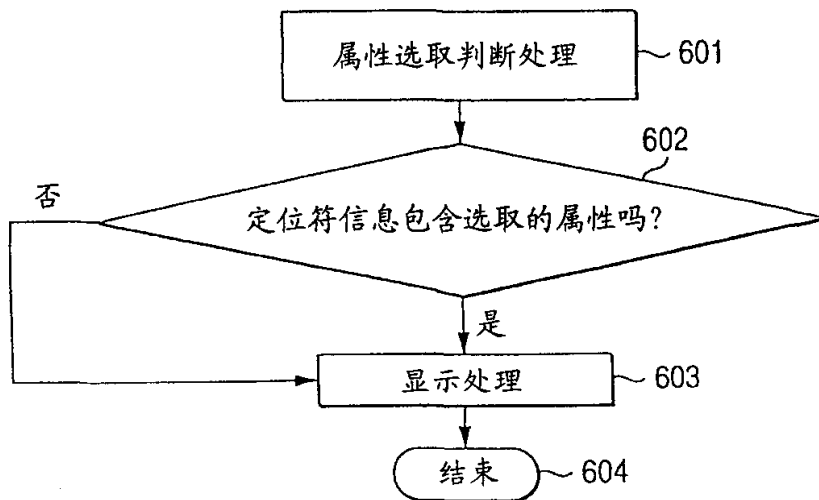 属性选取判断处理
601
602
否
定位符信息包含选取的属性吗?
是
显示处理
603
结束
604